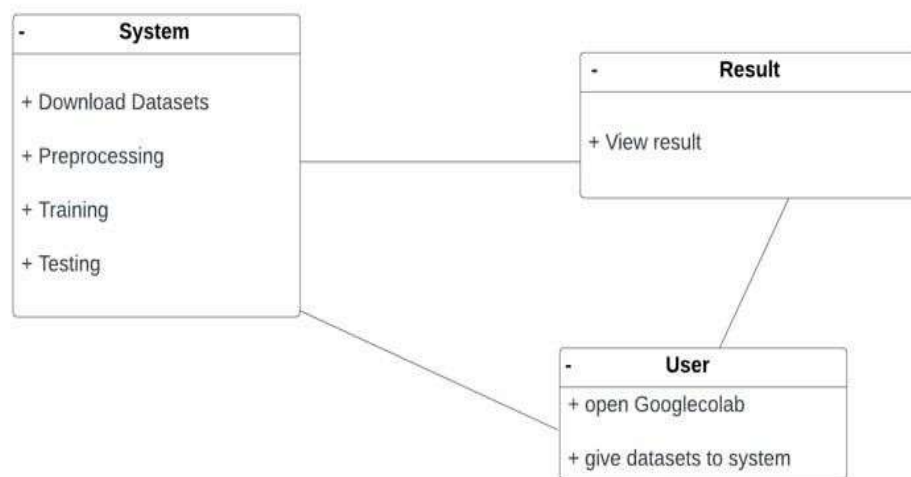 - System
+ Download Datasets
+ Preprocessing
+ Training
+ Testing
- Result
+ View result
- User
+ open Googlecolab
+ give datasets to system